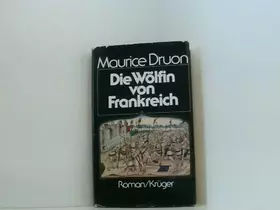 Maurice Druon
Die Wölfin
von
Frankreich
Roman/Krüger